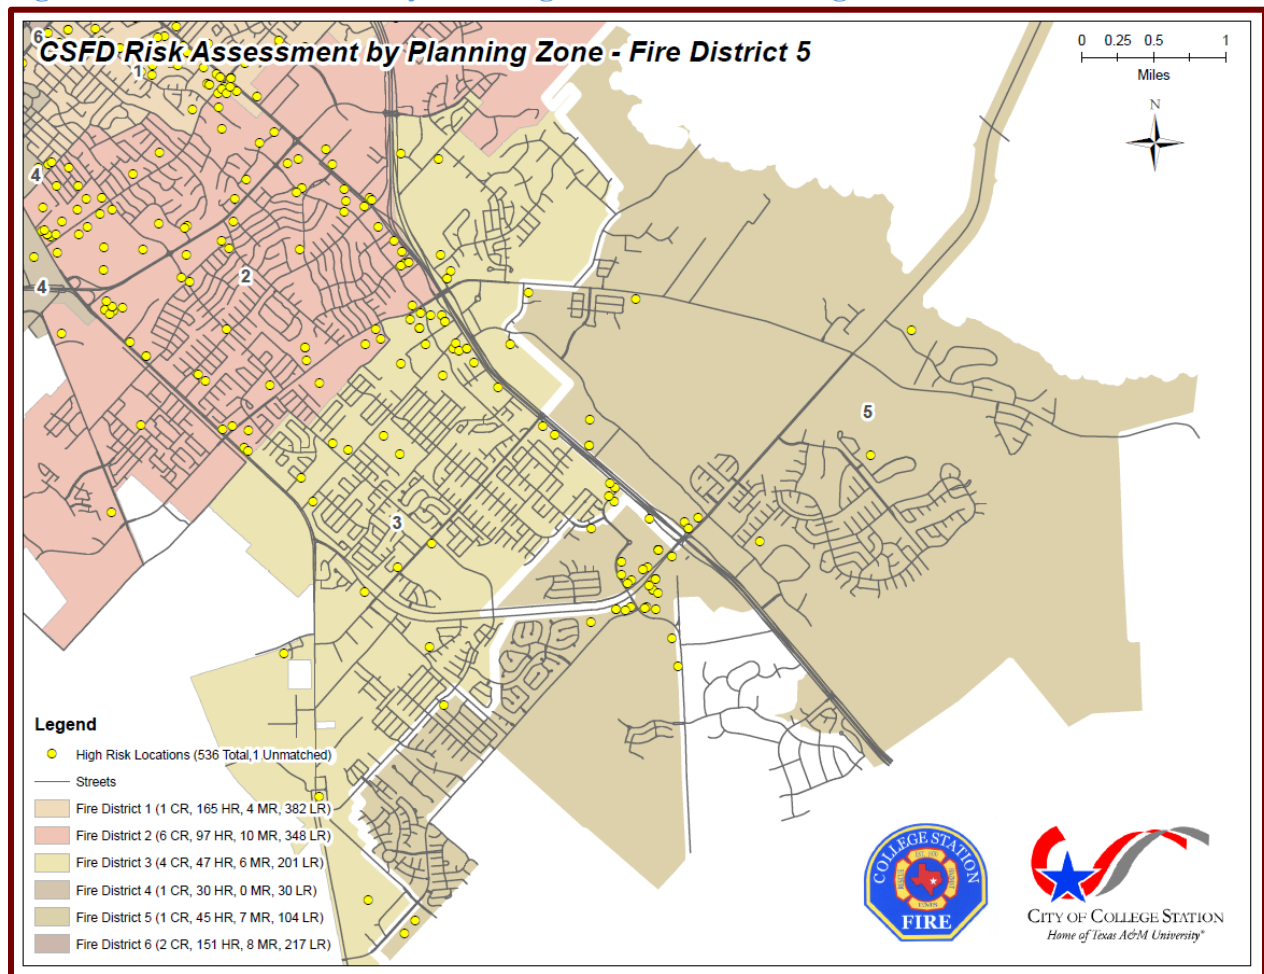 CSFD Risk Assessment by Planning Zone - Fire District 5
0 0.25 0.5 1
Miles
N
6
1
4
4
2
5
3
Legend
High Risk Locations (536 Total,1 Unmatched)
Streets
Fire District 1 (1 CR, 165 HR, 4 MR, 382 LR)
Fire District 2 (6 CR, 97 HR, 10 MR, 348 LR)
Fire District 3 (4 CR, 47 HR, 6 MR, 201 LR)
Fire District 4 (1 CR, 30 HR, 0 MR, 30 LR)
Fire District 5 (1 CR, 45 HR, 7 MR, 104 LR)
Fire District 6 (2 CR, 151 HR, 8 MR, 217 LR)
COLLEGE STATION
RESCUE
EMS
FIRE
CITY OF COLLEGE STATION
Home of Texas A&M University®